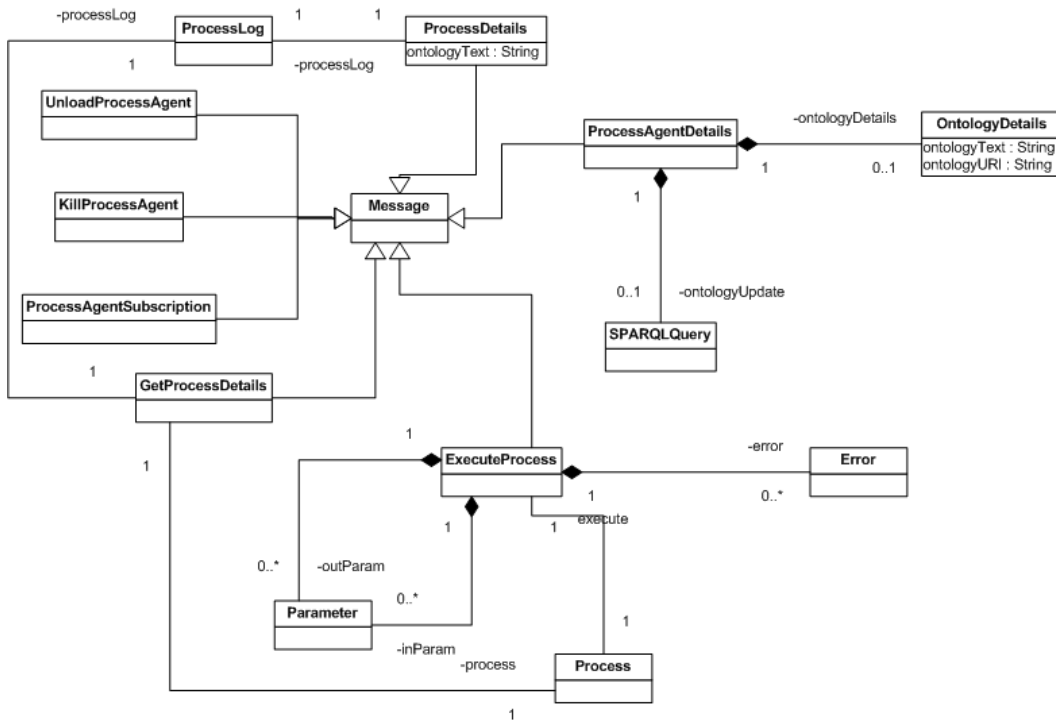 -processLog
ProcessLog
1
1
ProcessDetails
ontologyText : String
1
-processLog
UnloadProcessAgent
ProcessAgentDetails
-ontologyDetails
OntologyDetails
ontologyText : String
ontologyURI : String
1
0..1
1
KillProcessAgent
Message
ProcessAgentSubscription
0..1
-ontologyUpdate
SPARQLQuery
1
GetProcessDetails
1
1
ExecuteProcess
-error
Error
1
0..*
1
1
execute
0..*
-outParam
0..*
Parameter
1
-inParam
-process
Process
1